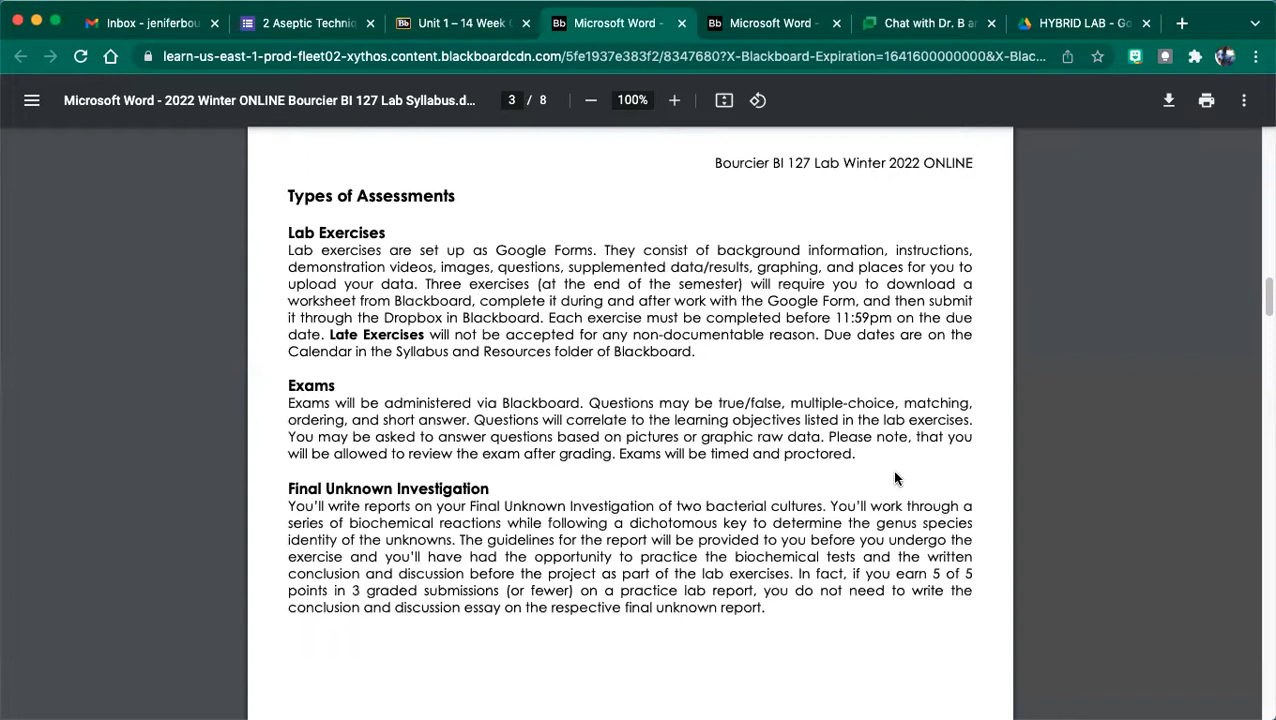 Inbox - jeniferbou
2 Aseptic Techniq
Unit 1 – 14 Week
Microsoft Word -
Microsoft Word -
Chat with Dr. B ar
HYBRID LAB - Go
learn-us-east-1-prod-fleet02-xythos.content.blackboardcdn.com/5fe1937e383f2/8347680?X-Blackboard-Expiration=1641600000000&X-Blac...
Microsoft Word - 2022 Winter ONLINE Bourcier BI 127 Lab Syllabus.d...
3 / 8
100%
Bourcier BI 127 Lab Winter 2022 ONLINE
Types of Assessments
Lab Exercises
Lab exercises are set up as Google Forms. They consist of background information, instructions,
demonstration videos, images, questions, supplemented data/results, graphing, and places for you to
upload your data. Three exercises (at the end of the semester) will require you to download a
worksheet from Blackboard, complete it during and after work with the Google Form, and then submit
it through the Dropbox in Blackboard. Each exercise must be completed before 11:59pm on the due
date. Late Exercises will not be accepted for any non-documentable reason. Due dates are on the
Calendar in the Syllabus and Resources folder of Blackboard.
Exams
Exams will be administered via Blackboard. Questions may be true/false, multiple-choice, matching,
ordering, and short answer. Questions will correlate to the learning objectives listed in the lab exercises.
You may be asked to answer questions based on pictures or graphic raw data. Please note, that you
will be allowed to review the exam after grading. Exams will be timed and proctored.
Final Unknown Investigation
You'll write reports on your Final Unknown Investigation of two bacterial cultures. You'll work through a
series of biochemical reactions while following a dichotomous key to determine the genus species
identity of the unknowns. The guidelines for the report will be provided to you before you undergo the
exercise and you'll have had the opportunity to practice the biochemical tests and the written
conclusion and discussion before the project as part of the lab exercises. In fact, if you earn 5 of 5
points in 3 graded submissions (or fewer) on a practice lab report, you do not need to write the
conclusion and discussion essay on the respective final unknown report.